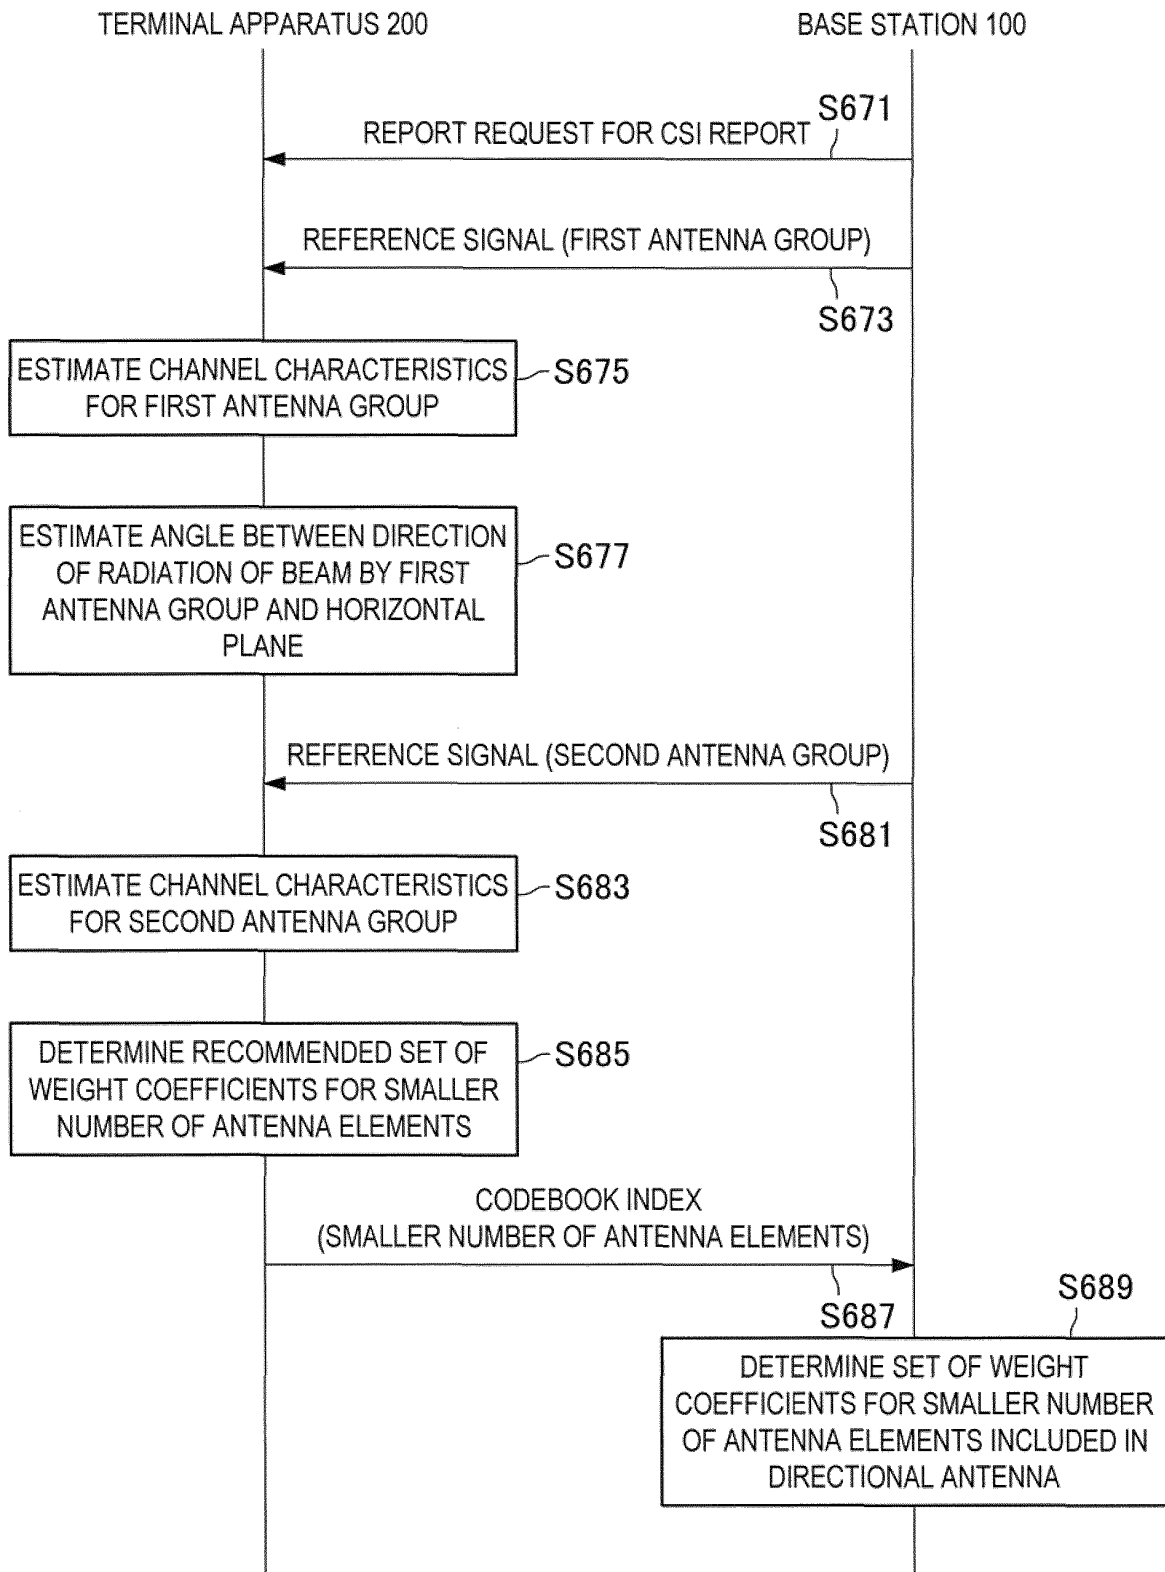 TERMINAL APPARATUS 200
BASE STATION 100
S671
REPORT REQUEST FOR CSI REPORT
REFERENCE SIGNAL (FIRST ANTENNA GROUP)
S673
ESTIMATE CHANNEL CHARACTERISTICS
FOR FIRST ANTENNA GROUP
S675
ESTIMATE ANGLE BETWEEN DIRECTION
OF RADIATION OF BEAM BY FIRST
ANTENNA GROUP AND HORIZONTAL
PLANE
S677
REFERENCE SIGNAL (SECOND ANTENNA GROUP)
S681
ESTIMATE CHANNEL CHARACTERISTICS
FOR SECOND ANTENNA GROUP
S683
DETERMINE RECOMMENDED SET OF
WEIGHT COEFFICIENTS FOR SMALLER
NUMBER OF ANTENNA ELEMENTS
S685
CODEBOOK INDEX
(SMALLER NUMBER OF ANTENNA ELEMENTS)
S687
S689
DETERMINE SET OF WEIGHT
COEFFICIENTS FOR SMALLER NUMBER
OF ANTENNA ELEMENTS INCLUDED IN
DIRECTIONAL ANTENNA